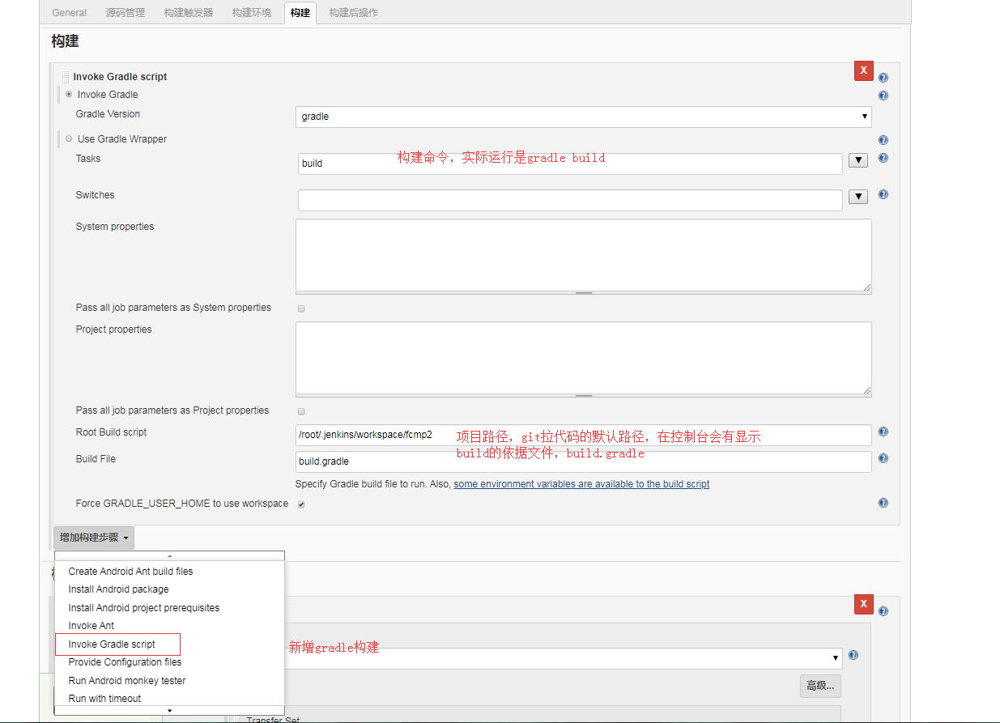 General 源码管理 构建触发器 构建环境 构建 构建后操作
构建
X
Invoke Gradle script
Invoke Gradle
Gradle Version
gradle
Use Gradle Wrapper
Tasks
build
构建命令，实际运行是gradle build
Switches
System properties
Pass all job parameters as System properties
Project properties
Pass all job parameters as Project properties
Root Build script
/root/.jenkins/workspace/fcmp2
项目路径，git拉代码的默认路径，在控制台会有显示
Build File
build.gradle
build的依据文件，build.gradle
Specify Gradle build file to run. Also, some environment variables are available to the build script
Force GRADLE_USER_HOME to use workspace
增加构建步骤
Create Android Ant build files
Install Android package
Install Android project prerequisites
X
Invoke Ant
Invoke Gradle script
新增gradle构建
Provide Configuration files
Run Android monkey tester
高级...
Run with timeout
Transfer Set